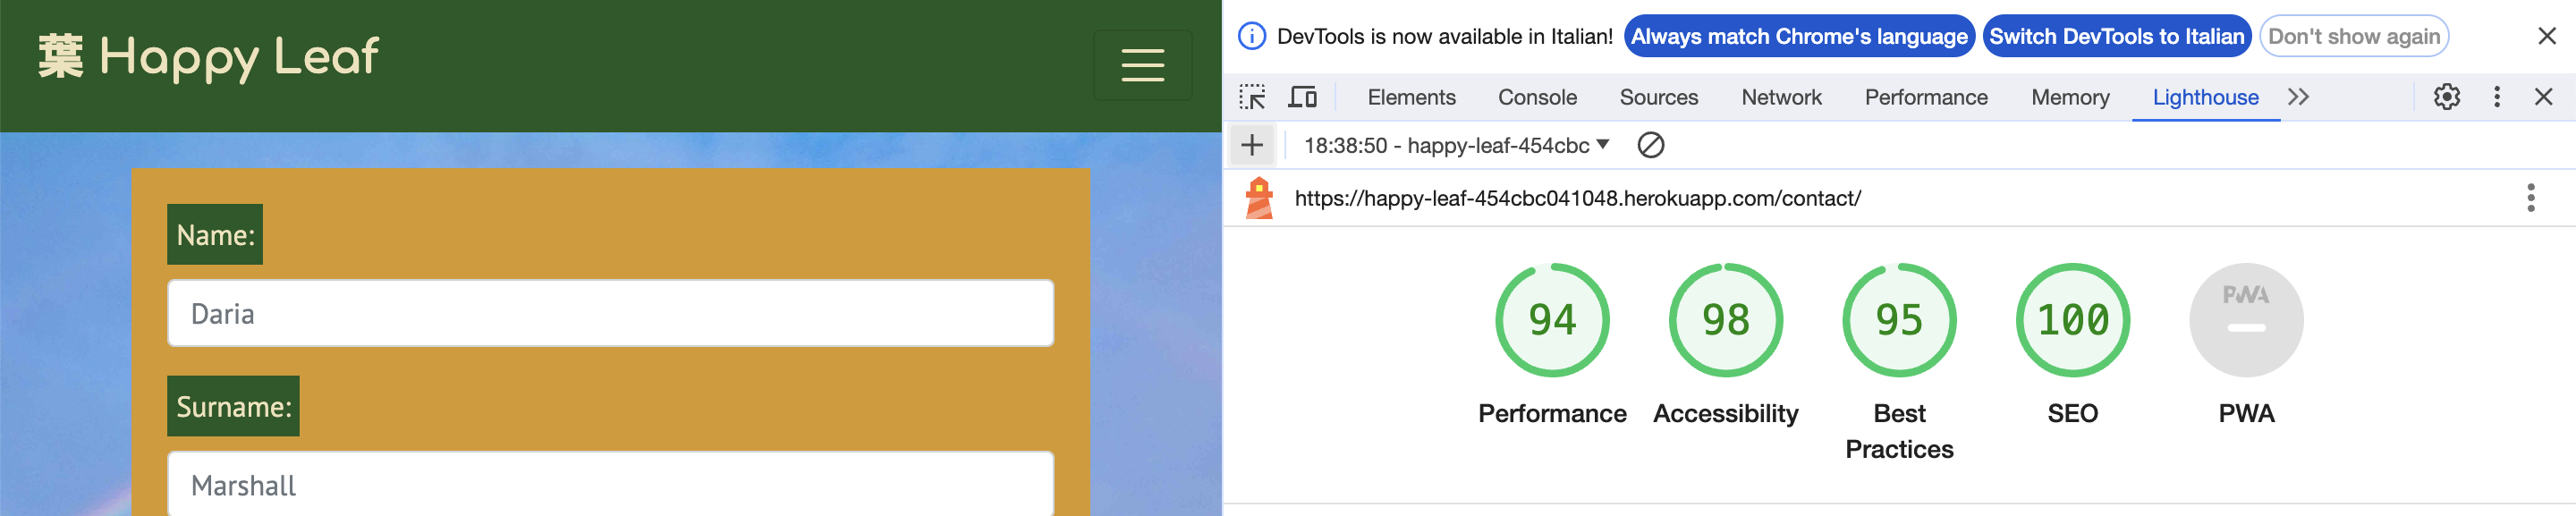 葉 Happy Leaf
Name:
Daria
Surname:
Marshall
DevTools is now available in Italian! Always match Chrome's language Switch DevTools to Italian Don't show again
Elements Console Sources Network Performance Memory Lighthouse
18:38:50 - happy-leaf-454cbc
https://happy-leaf-454cbc041048.herokuapp.com/contact/
94 98 95 100 PWA
Performance Accessibility Best Practices SEO PWA